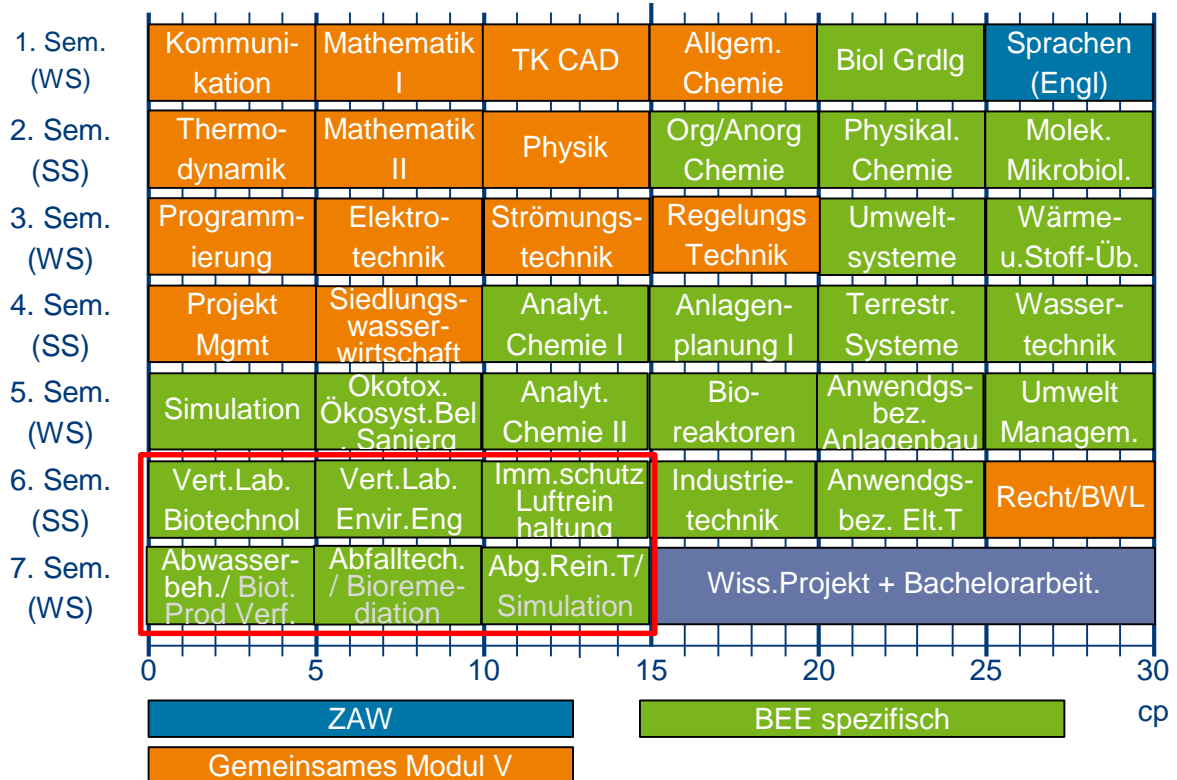 1. Sem.
(WS)
Kommuni-
kation
Mathematik
I
TK CAD
Allgem.
Chemie
Biol Grdlg
Sprachen
(Engl)
2. Sem.
(SS)
Thermo-
dynamik
Mathematik
II
Physik
Org/Anorg
Chemie
Physikal.
Chemie
Molek.
Mikrobiol.
3. Sem.
(WS)
Programm-
ierung
Elektro-
technik
Strömungs-
technik
Regelungs
Technik
Umwelt-
systeme
Wärme-
u.Stoff-Üb.
4. Sem.
(SS)
Projekt
Mgmt
Siedlungs-
wasser-
wirtschaft
Analyt.
Chemie I
Anlagen-
planung I
Terrestr.
Systeme
Wasser-
technik
5. Sem.
(WS)
Simulation
Ökotox.
Ökosyst.Bel
. Sanierg
Analyt.
Chemie II
Bio-
reaktoren
Anwendgs-
bez.
Anlagenbau
Umwelt
Managem.
6. Sem.
(SS)
Vert.Lab.
Biotechnol
Vert.Lab.
Envir.Eng
Imm.schutz
Luftrein
haltung
Industrie-
technik
Anwendgs-
bez. Elt.T
Recht/BWL
7. Sem.
(WS)
Abwasser-
beh./ Biot.
Prod Verf.
Abfalltech.
/ Bioreme-
diation
Abg.Rein.T/
Simulation
Wiss.Projekt + Bachelorarbeit.
0 5 10 15 20 25 30
cp
ZAW
BEE spezifisch
Gemeinsames Modul V